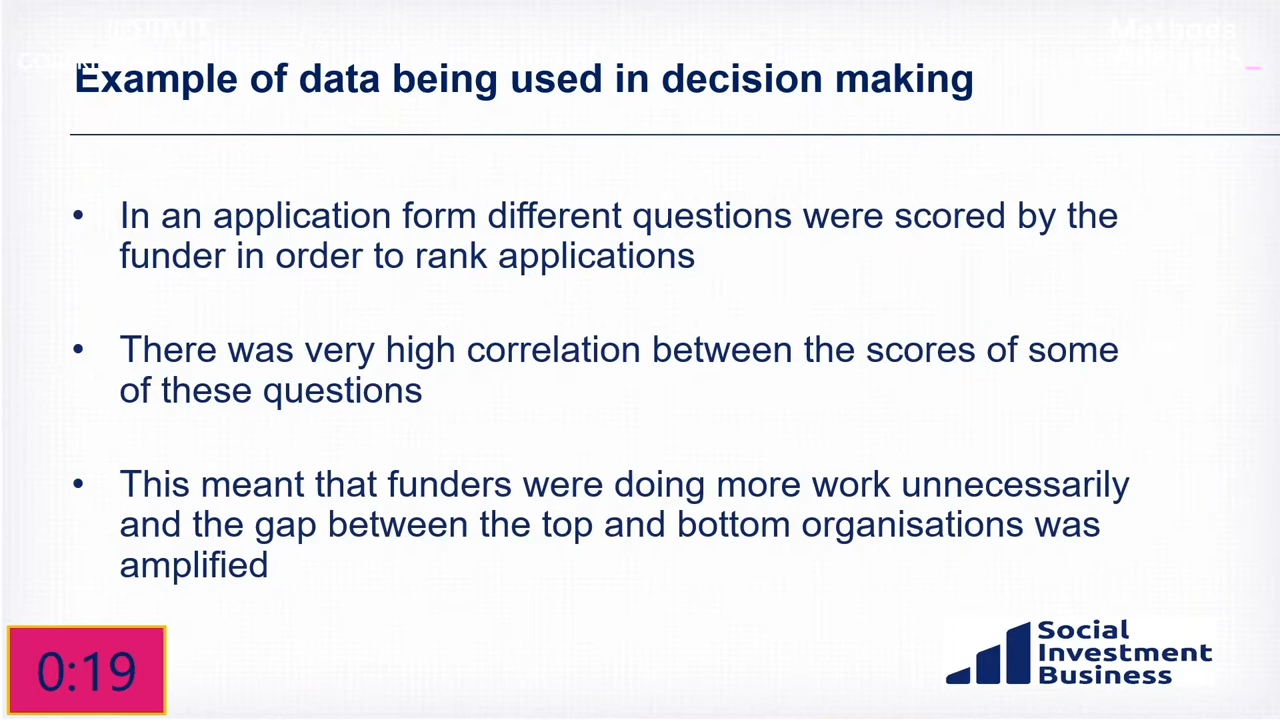 Methods
Example of data being used in decision making
• In an application form different questions were scored by the
funder in order to rank applications
• There was very high correlation between the scores of some
of these questions
• This meant that funders were doing more work unnecessarily
and the gap between the top and bottom organisations was
amplified
0:19
Social
Investment
Business